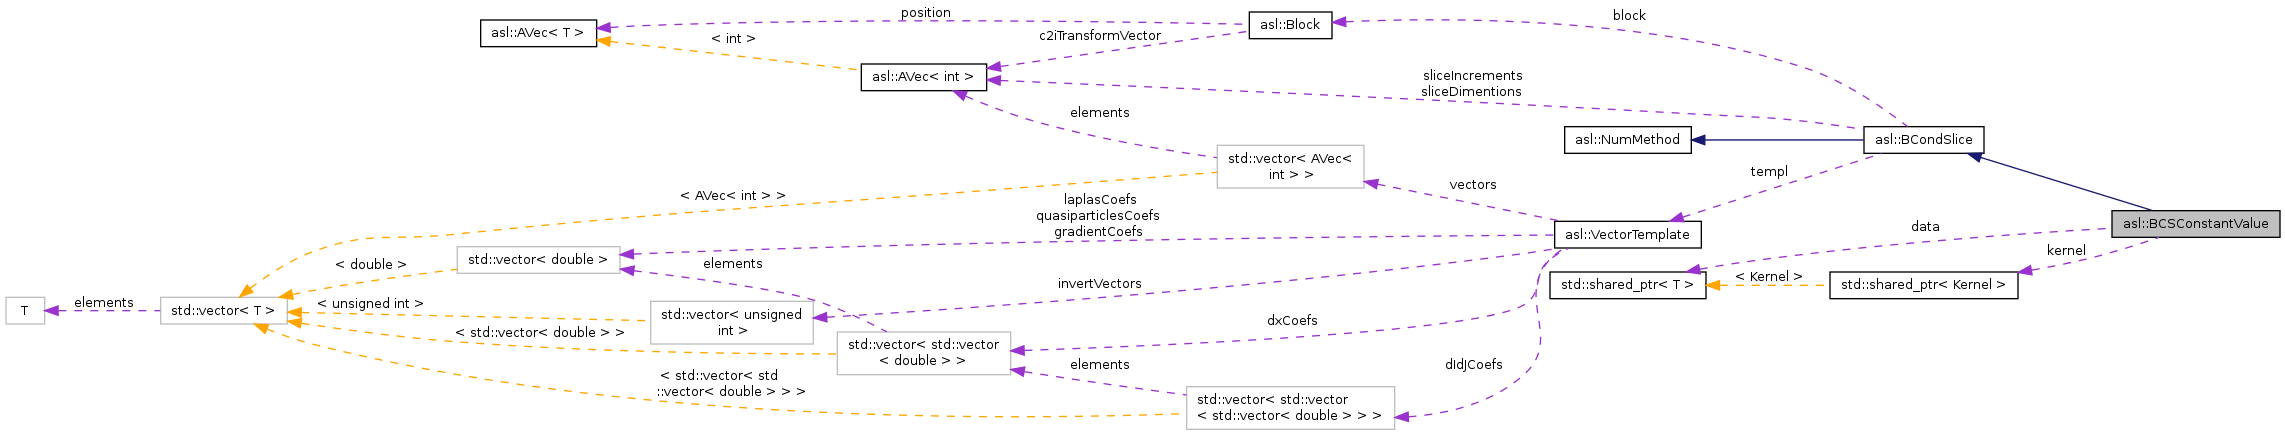 position
block
asl::Block
asl::AVec< T >
< int >
c2iTransformVector
asl::AVec< int >
sliceIncrements
sliceDimentions
elements
asl::NumMethod
asl::BCondSlice
std::vector< AVec<
int > >
templ
vectors
< AVec< int > >
laplasCoefs
quasiparticlesCoefs
gradientCoefs
asl::VectorTemplate
asl::BCSConstantValue
data
kernel
std::vector< double >
< double >
elements
invertVectors
std::shared_ptr< T >
< Kernel >
std::shared_ptr< Kernel >
T
elements
std::vector< T >
< unsigned int >
std::vector< unsigned
int >
< std::vector< double > >
dxCoefs
std::vector< std::vector
< double > >
elements
dIdJCoefs
< std::vector< std
::vector< double > > >
std::vector< std::vector
< std::vector< double > > >